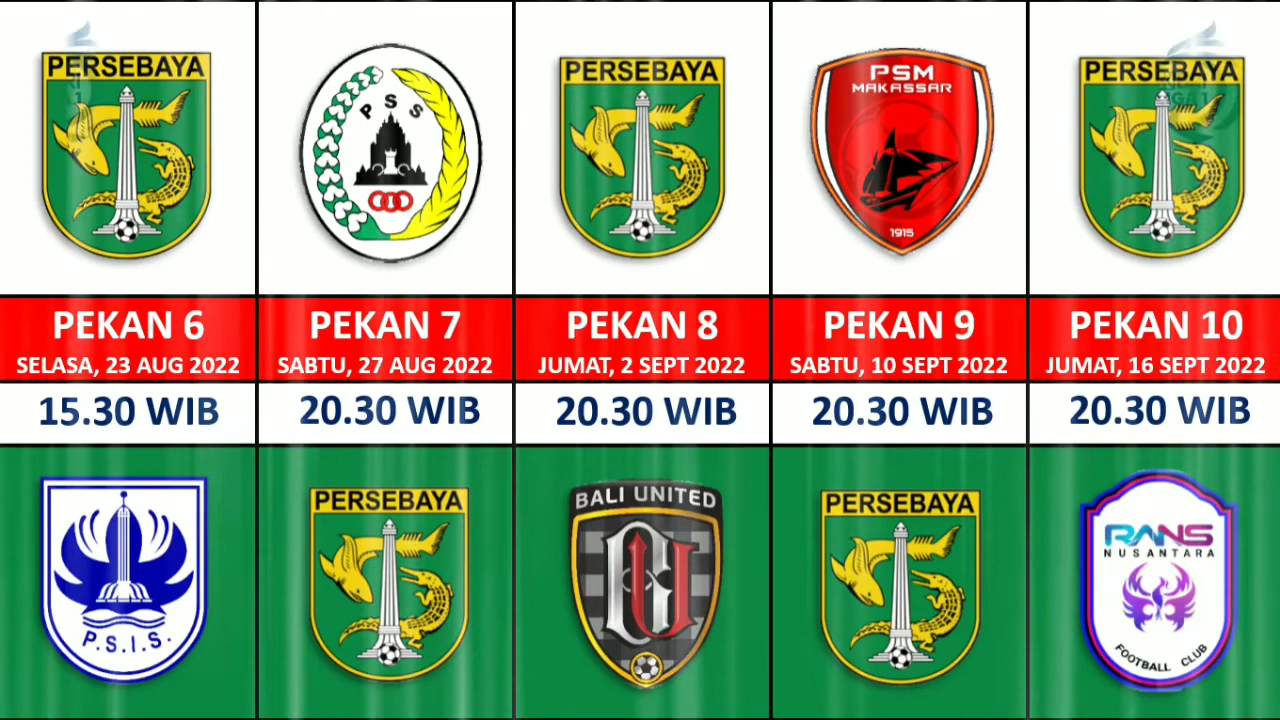 PERSEBAYA
PSS
PERSEBAYA
PSM
MAKASSAR
1915
PERSEBAYA
PEKAN 6
SELASA, 23 AUG 2022
PEKAN 7
SABTU, 27 AUG 2022
PEKAN 8
JUMAT, 2 SEPT 2022
PEKAN 9
SABTU, 10 SEPT 2022
PEKAN 10
JUMAT, 16 SEPT 2022
15.30 WIB
20.30 WIB
20.30 WIB
20.30 WIB
20.30 WIB
P.S.I.S.
PERSEBAYA
BALI UNITED
PERSEBAYA
RANS
NUSANTARA
FOOTBALL CLUB